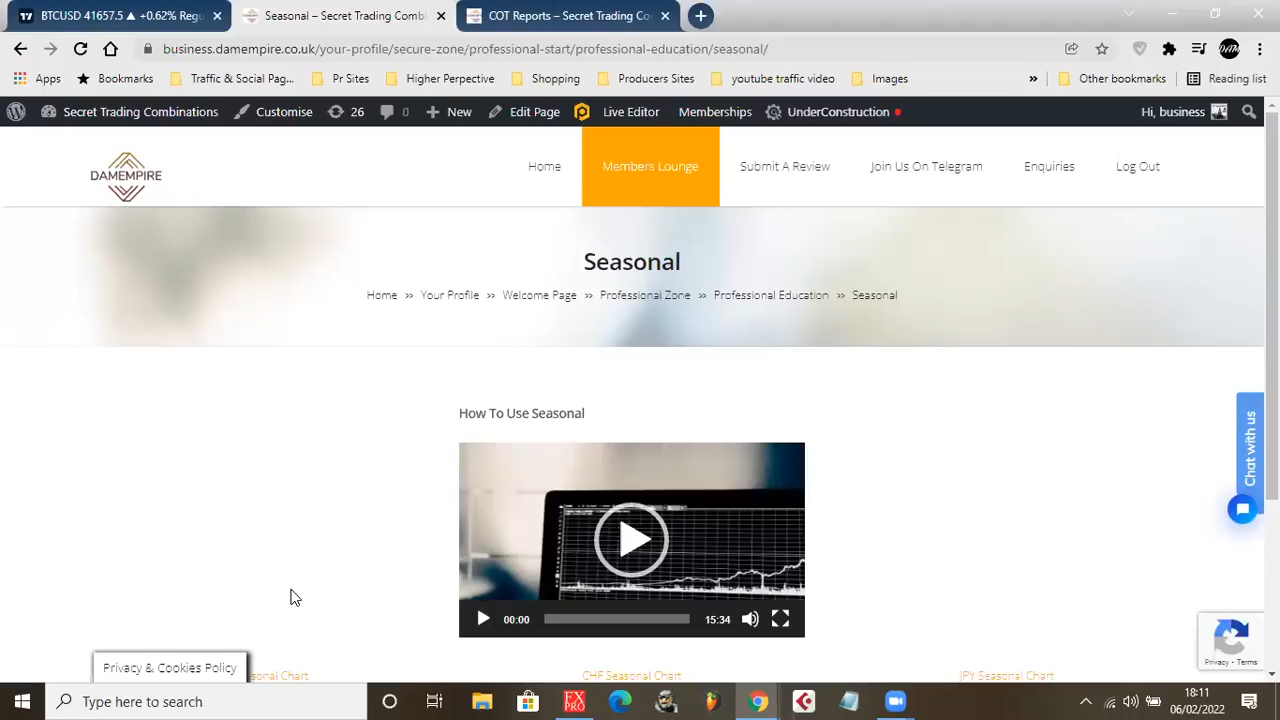 BTCUSD 41657.5 ▲ +0.62% Reg
Seasonal – Secret Trading Combi
COT Reports – Secret Trading Co
business.damempire.co.uk/your-profile/secure-zone/professional-start/professional-education/seasonal/
DAM
Apps
Bookmarks
Traffic & Social Pag...
Pr Sites
Higher Perpective
Shopping
Producers Sites
youtube traffic video
Images
»
Other bookmarks
Reading list
Secret Trading Combinations
Customise
26
0
New
Edit Page
Live Editor
Memberships
UnderConstruction
Hi, business
DAMEMPIRE
Home
Members Lounge
Submit A Review
Join Us On Telegram
Enquiries
Log Out
Seasonal
Home » Your Profile » Welcome Page » Professional Zone » Professional Education » Seasonal
How To Use Seasonal
00:00
15:34
Chat with us
Privacy & Cookies Policy
sonal Chart
CHF Seasonal Chart
JPY Seasonal Chart
Privacy - Terms
Type here to search
FX
PRO
18:11
06/02/2022